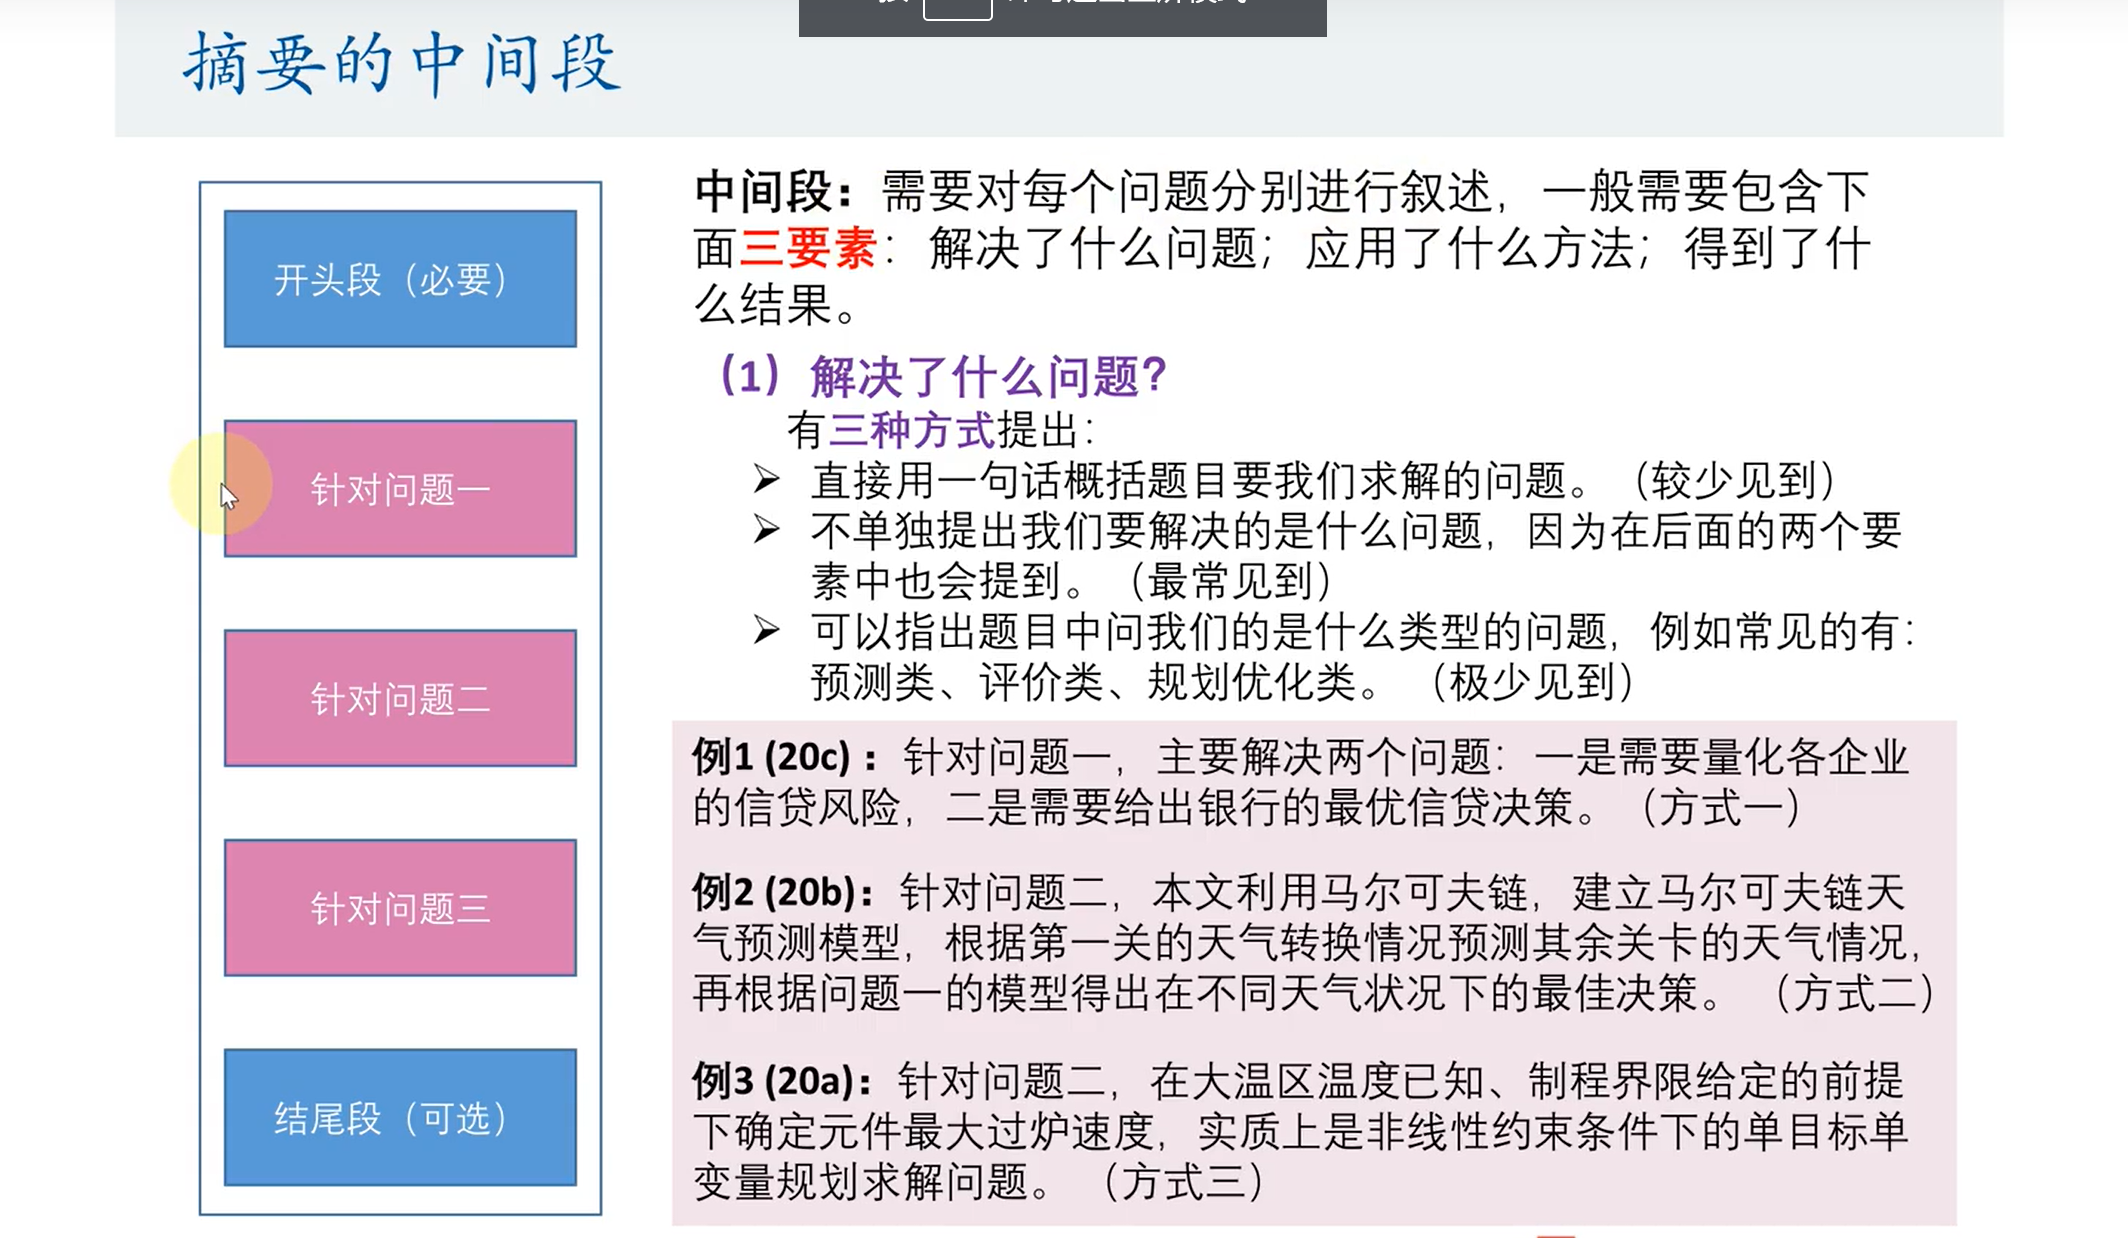 摘要的中间段
开头段（必要）
针对问题一
针对问题二
针对问题三
结尾段（可选）
中间段：需要对每个问题分别进行叙述，一般需要包含下
面三要素：解决了什么问题；应用了什么方法；得到了什
么结果。
（1）解决了什么问题？
有三种方式提出：
➢ 直接用一句话概括题目要我们求解的问题。（较少见到）
➢ 不单独提出我们要解决的是什么问题，因为在后面的两个要
素中也会提到。（最常见到）
➢ 可以指出题目中问我们的是什么类型的问题，例如常见的有：
预测类、评价类、规划优化类。（极少见到）
例1 (20c)：针对问题一，主要解决两个问题：一是需要量化各企业
的信贷风险，二是需要给出银行的最优信贷决策。（方式一）
例2 (20b)：针对问题二，本文利用马尔可夫链，建立马尔可夫链天
气预测模型，根据第一关的天气转换情况预测其余关卡的天气情况，
再根据问题一的模型得出在不同天气状况下的最佳决策。（方式二）
例3 (20a)：针对问题二，在大温区温度已知、制程界限给定的前提
下确定元件最大过炉速度，实质上是非线性约束条件下的单目标单
变量规划求解问题。（方式三）